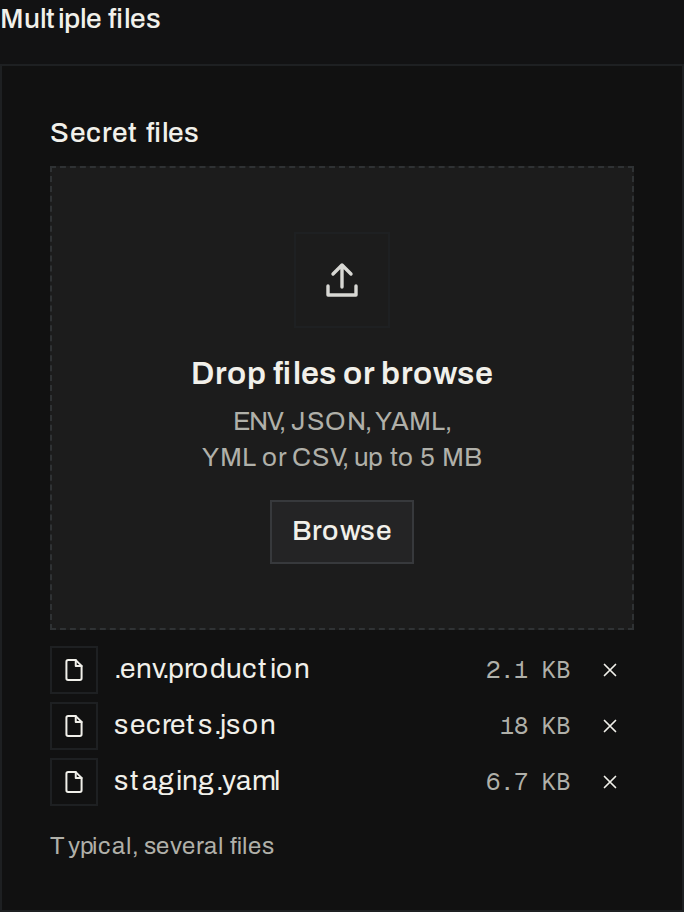 Multiple files
Secret files
Drop files or browse
ENV, JSON, YAML,
YML or CSV, up to 5 MB
Browse
.env.production 2.1 KB
secrets.json 18 KB
staging.yaml 6.7 KB
Typical, several files